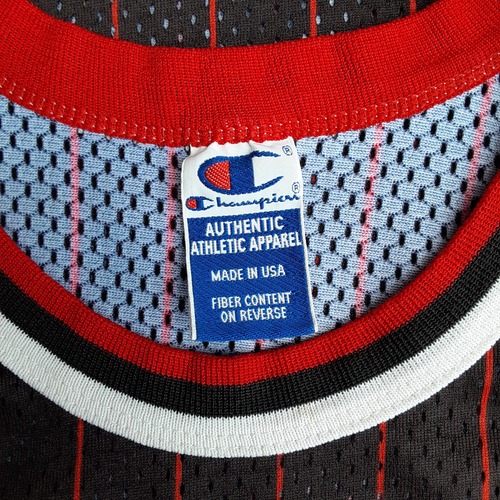 ®
Champion®
AUTHENTIC
ATHLETIC APPAREL
MADE IN USA
FIBER CONTENT
ON REVERSE